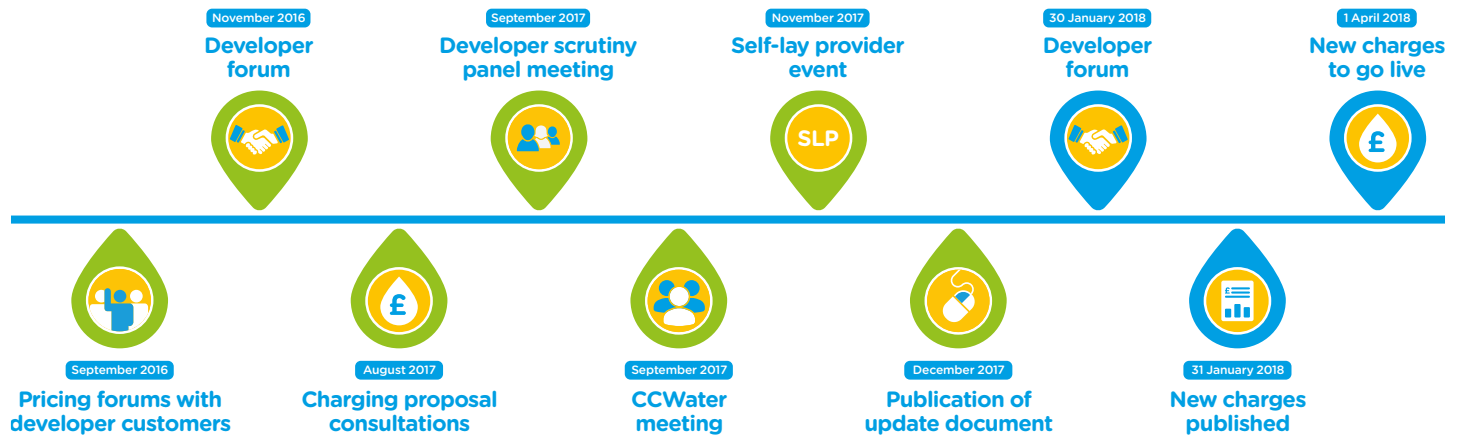 November 2016
Developer
forum
September 2017
Developer scrutiny
panel meeting
November 2017
Self-lay provider
event
SLP
30 January 2018
Developer
forum
1 April 2018
New charges
to go live
£
September 2016
Pricing forums with
developer customers
£
August 2017
Charging proposal
consultations
September 2017
CCWater
meeting
December 2017
Publication of
update document
£
31 January 2018
New charges
published